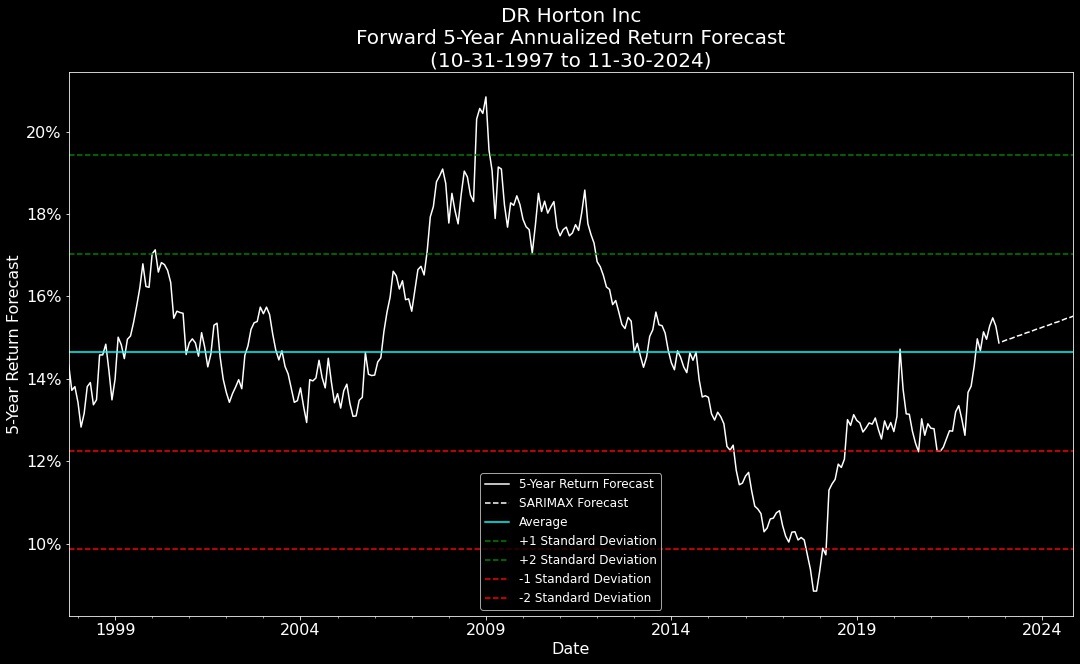 DR Horton Inc
Forward 5-Year Annualized Return Forecast
(10-31-1997 to 11-30-2024)
5-Year Return Forecast
20%
18%
16%
14%
12%
10%
5-Year Return Forecast
SARIMAX Forecast
Average
+1 Standard Deviation
+2 Standard Deviation
-1 Standard Deviation
-2 Standard Deviation
1999 2004 2009 2014 2019 2024
Date